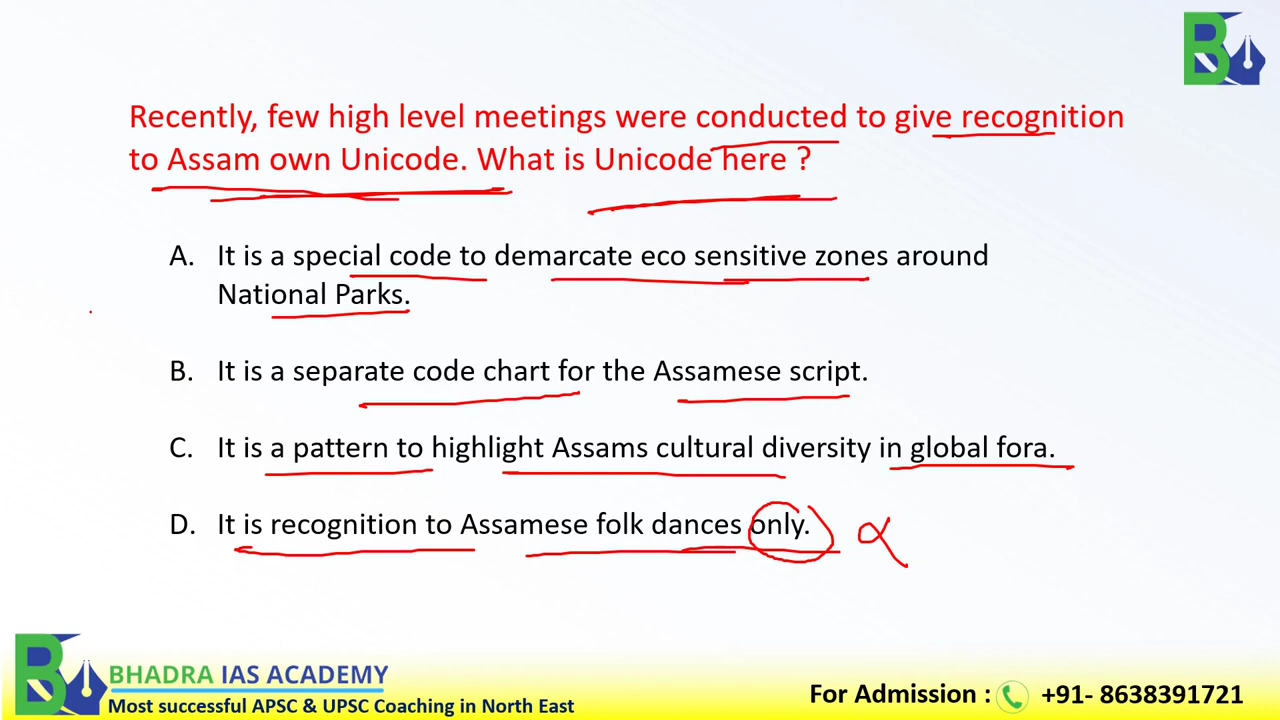 Recently, few high level meetings were conducted to give recognition
to Assam own Unicode. What is Unicode here ?
A. It is a special code to demarcate eco sensitive zones around
National Parks.
B. It is a separate code chart for the Assamese script.
C. It is a pattern to highlight Assams cultural diversity in global fora.
D. It is recognition to Assamese folk dances only.
BHADRA IAS ACADEMY
Most successful APSC & UPSC Coaching in North East
For Admission : +91- 8638391721